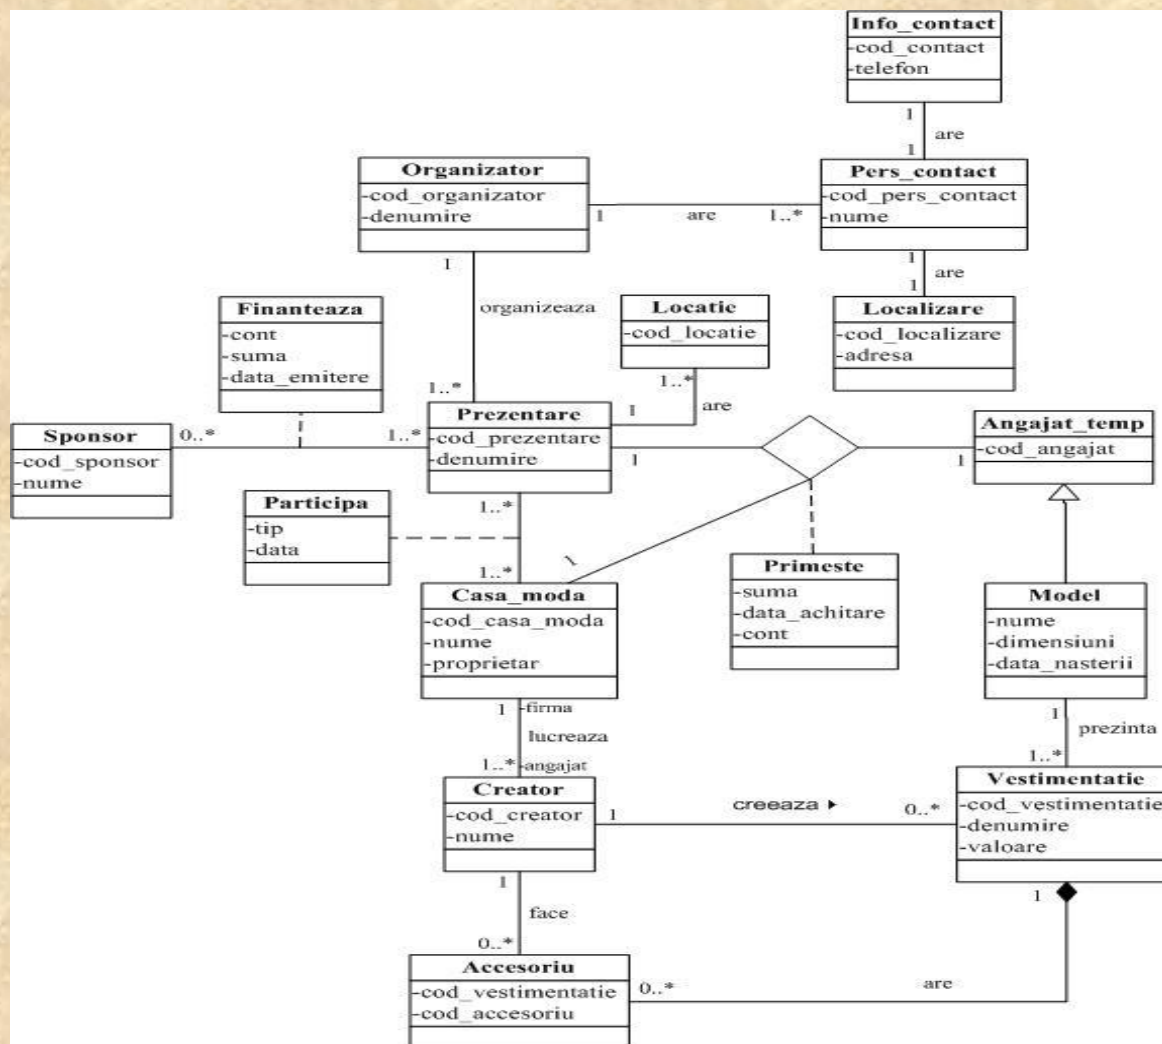 Info_contact
-cod_contact
-telefon
1
are
1
Organizator
-cod_organizator
-denumire
Pers_contact
-cod_pers_contact
-nume
1
are
1..*
1
are
1
1
organizeaza
1..*
Finanteaza
-cont
-suma
-data_emitere
Locatie
-cod_locatie
1..*
are
1
Localizare
-cod_localizare
-adresa
Sponsor
-cod_sponsor
-nume
0..*
1..*
Prezentare
-cod_prezentare
-denumire
1
1
Angajat_temp
-cod_angajat
Participa
-tip
-data
1..*
1..*
1
Primeste
-suma
-data_achitare
-cont
Casa_moda
-cod_casa_moda
-nume
-proprietar
Model
-nume
-dimensiuni
-data_nasterii
1
-firma
lucreaza
1..*
-angajat
1
prezinta
1..*
Creator
-cod_creator
-nume
1
creeaza
0..*
Vestimentatie
-cod_vestimentatie
-denumire
-valoare
1
face
0..*
1
Accesoriu
-cod_vestimentatie
-cod_accesoriu
0..*
are